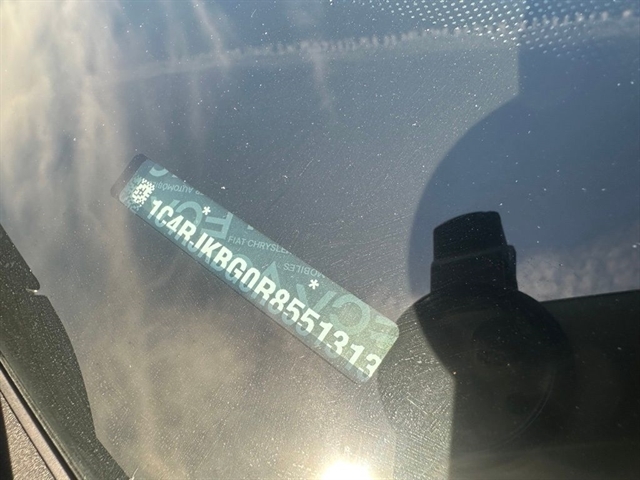 *1C4RJKBG0R8551313*
FIAT CHRYSLER